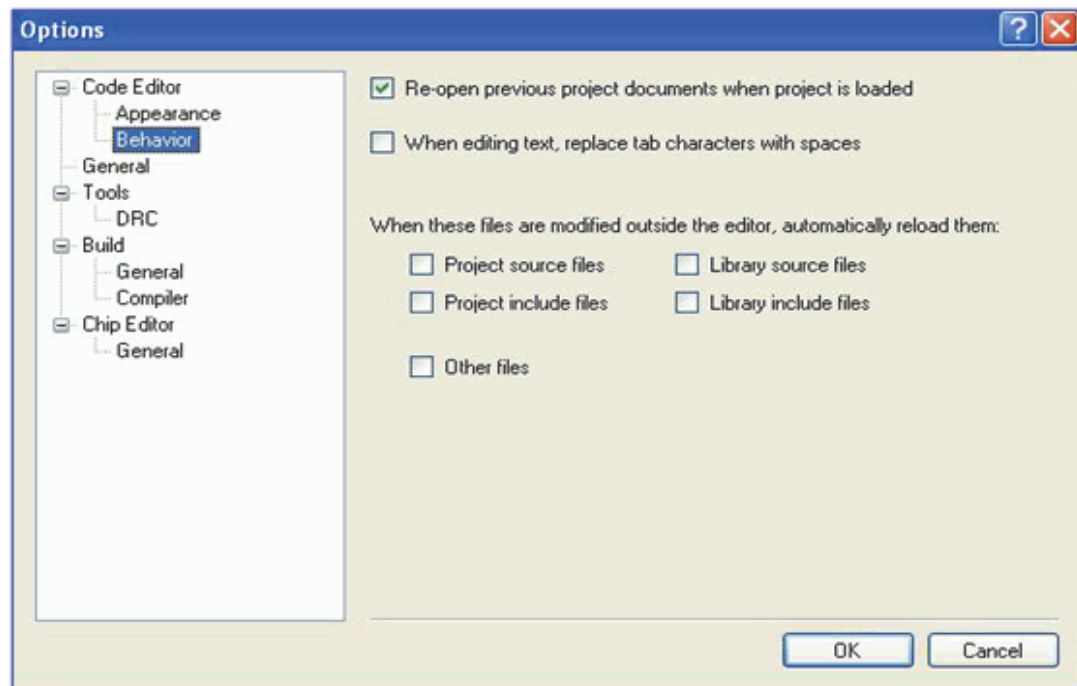 Options
Code Editor
Appearance
Behavior
General
Tools
DRC
Build
General
Compiler
Chip Editor
General
Re-open previous project documents when project is loaded
When editing text, replace tab characters with spaces
When these files are modified outside the editor, automatically reload them:
Project source files Library source files
Project include files Library include files
Other files
OK Cancel